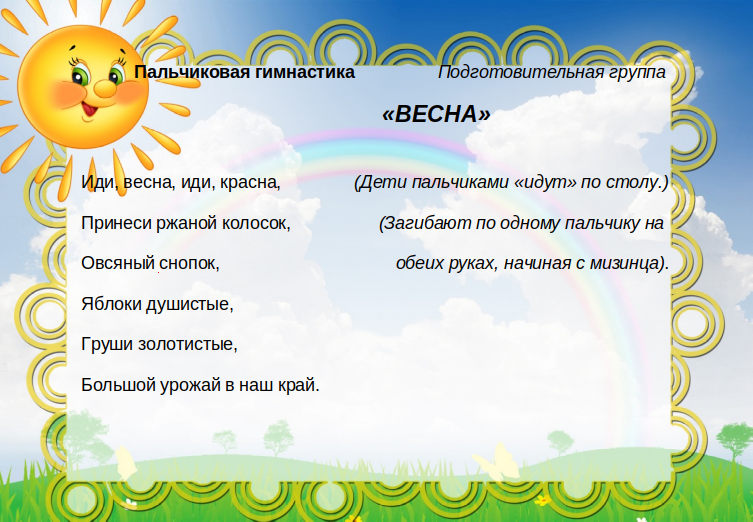 Пальчиковая гимнастика Подготовительная группа
«ВЕСНА»
Иди, весна, иди, красна, (Дети пальчиками «идут» по столу.)
Принеси ржаной колосок, (Загибают по одному пальчику на
Овсяный снопок, обеих руках, начиная с мизинца).
Яблоки душистые,
Груши золотистые,
Большой урожай в наш край.